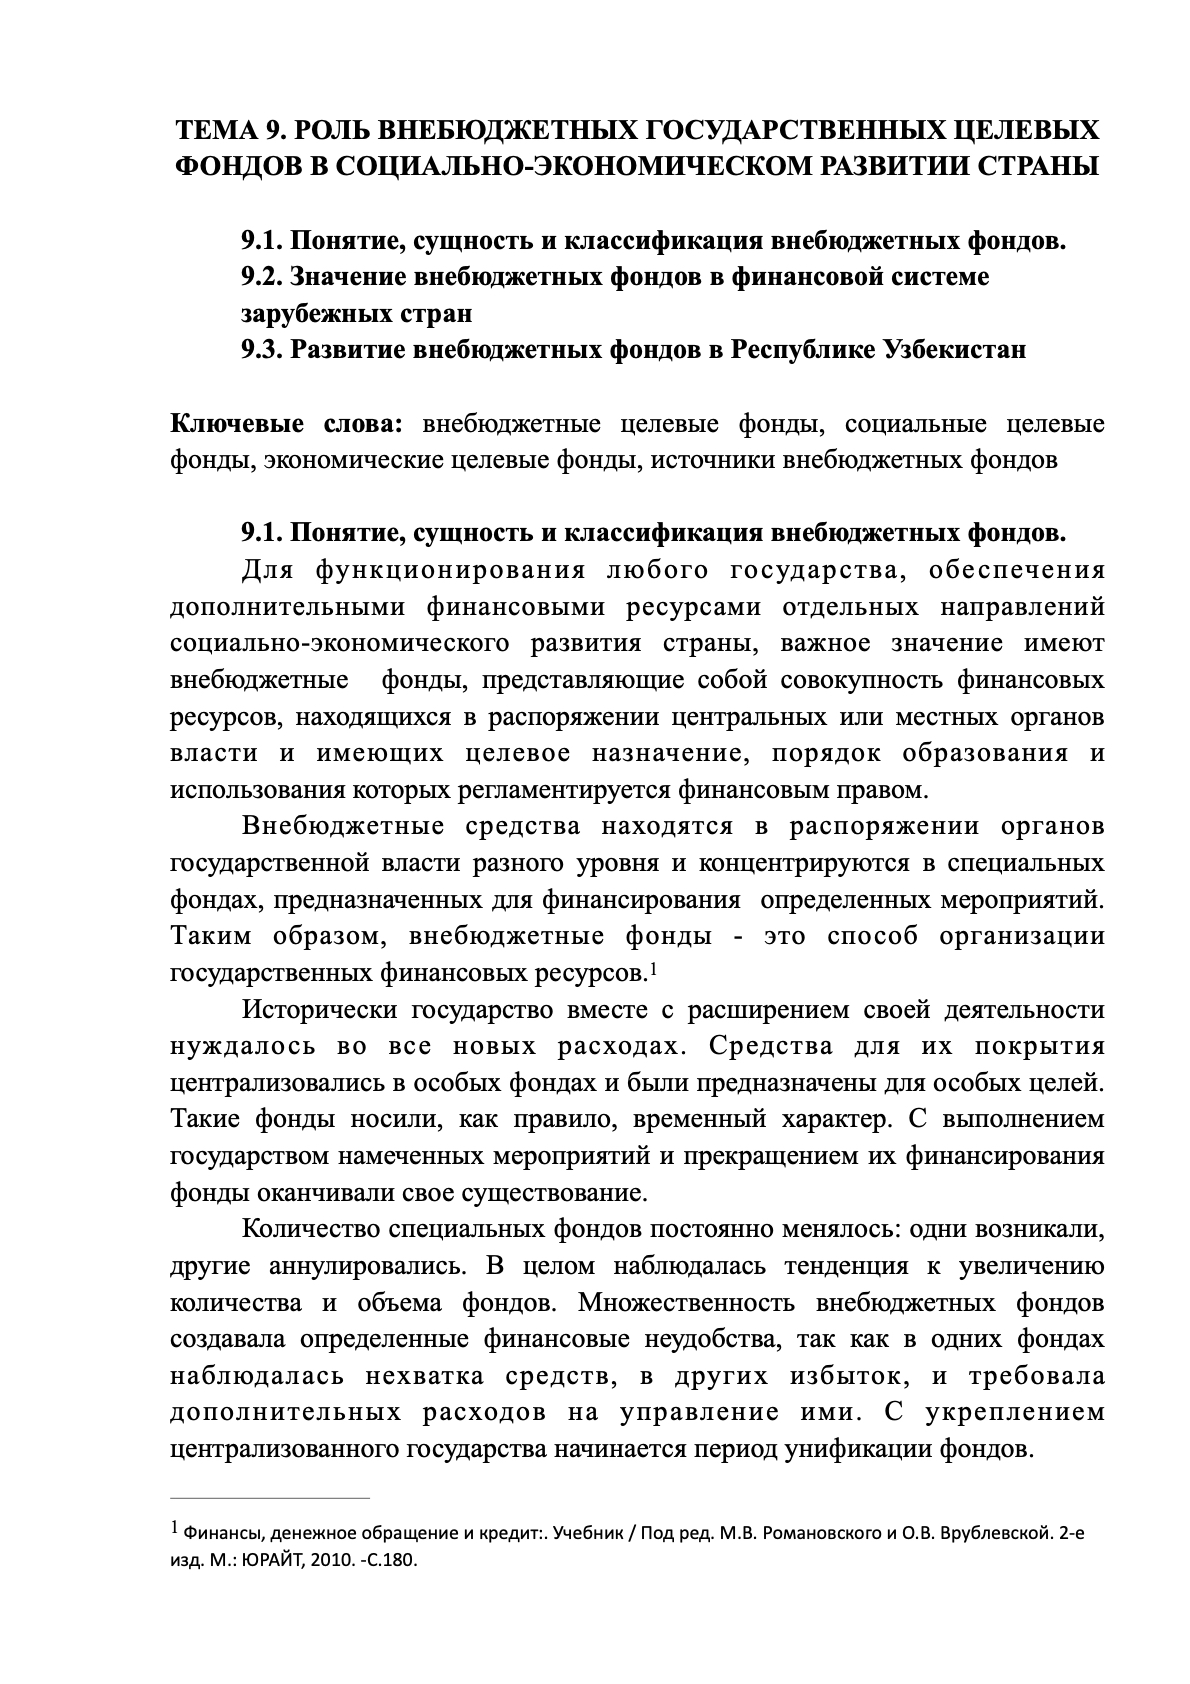 ТЕМА 9. РОЛЬ ВНЕБЮДЖЕТНЫХ ГОСУДАРСТВЕННЫХ ЦЕЛЕВЫХ
ФОНДОВ В СОЦИАЛЬНО-ЭКОНОМИЧЕСКОМ РАЗВИТИИ СТРАНЫ
9.1. Понятие, сущность и классификация внебюджетных фондов.
9.2. Значение внебюджетных фондов в финансовой системе
зарубежных стран
9.3. Развитие внебюджетных фондов в Республике Узбекистан
Ключевые слова: внебюджетные целевые фонды, социальные целевые
фонды, экономические целевые фонды, источники внебюджетных фондов
9.1. Понятие, сущность и классификация внебюджетных фондов.
Для функционирования любого государства, обеспечения
дополнительными финансовыми ресурсами отдельных направлений
социально-экономического развития страны, важное значение имеют
внебюджетные фонды, представляющие собой совокупность финансовых
ресурсов, находящихся в распоряжении центральных или местных органов
власти и имеющих целевое назначение, порядок образования и
использования которых регламентируется финансовым правом.
Внебюджетные средства находятся в распоряжении органов
государственной власти разного уровня и концентрируются в специальных
фондах, предназначенных для финансирования определенных мероприятий.
Таким образом, внебюджетные фонды - это способ организации
государственных финансовых ресурсов.1
Исторически государство вместе с расширением своей деятельности
нуждалось во все новых расходах. Средства для их покрытия
централизовались в особых фондах и были предназначены для особых целей.
Такие фонды носили, как правило, временный характер. С выполнением
государством намеченных мероприятий и прекращением их финансирования
фонды оканчивали свое существование.
Количество специальных фондов постоянно менялось: одни возникали,
другие аннулировались. В целом наблюдалась тенденция к увеличению
количества и объема фондов. Множественность внебюджетных фондов
создавала определенные финансовые неудобства, так как в одних фондах
наблюдалась нехватка средств, в других избыток, и требовала
дополнительных расходов на управление ими. С укреплением
централизованного государства начинается период унификации фондов.
1 Финансы, денежное обращение и кредит:. Учебник / Под ред. М.В. Романовского и О.В. Врублевской. 2-е
изд. М.: ЮРАЙТ, 2010. -С.180.